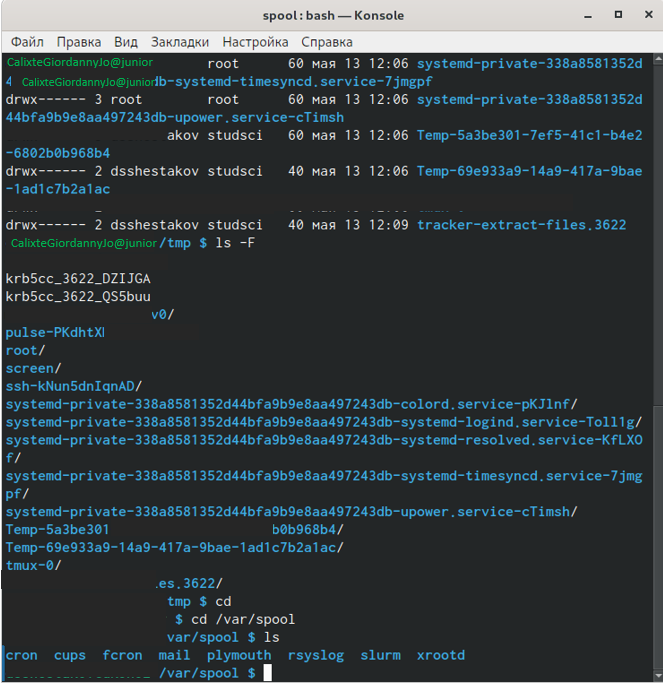 spool : bash — Konsole
Файл Правка Вид Закладки Настройка Справка
CalixteGiordannyJo@junior root 60 мая 13 12:06 systemd-private-338a8581352d
4 CalixteGiordannyJo@junior db-systemd-timesyncd.service-7jmgpf
drwx------ 3 root root 60 мая 13 12:06 systemd-private-338a8581352d
44bfa9b9e8aa497243db-upower.service-cTimsh
akov studsci 60 мая 13 12:06 Temp-5a3be301-7ef5-41c1-b4e2
-6802b0b968b4
drwx------ 2 dsshestakov studsci 40 мая 13 12:06 Temp-69e933a9-14a9-417a-9bae
-1ad1c7b2a1ac
drwx------ 2 dsshestakov studsci 40 мая 13 12:09 tracker-extract-files.3622
CalixteGiordannyJo@junior /tmp $ ls -F
krb5cc_3622_DZIJGA
krb5cc_3622_QS5buu
v0/
pulse-PKdhtX
root/
screen/
ssh-kNun5dnIqnAD/
systemd-private-338a8581352d44bfa9b9e8aa497243db-colord.service-pKJlnf/
systemd-private-338a8581352d44bfa9b9e8aa497243db-systemd-logind.service-Toll1g/
systemd-private-338a8581352d44bfa9b9e8aa497243db-systemd-resolved.service-KfLXO
f/
systemd-private-338a8581352d44bfa9b9e8aa497243db-systemd-timesyncd.service-7jmg
pf/
systemd-private-338a8581352d44bfa9b9e8aa497243db-upower.service-cTimsh/
Temp-5a3be301 b0b968b4/
Temp-69e933a9-14a9-417a-9bae-1ad1c7b2a1ac/
tmux-0/
.es.3622/
tmp $ cd
$ cd /var/spool
var/spool $ ls
cron cups fcron mail plymouth rsyslog slurm xrootd
/var/spool $